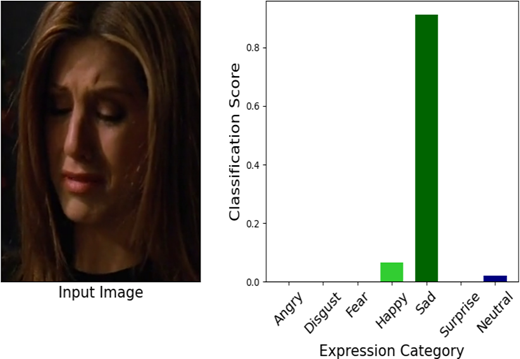 Input Image
Classification Score
0.8
0.6
0.4
0.2
0.0
Angry
Disgust
Fear
Happy
Sad
Surprise
Neutral
Expression Category